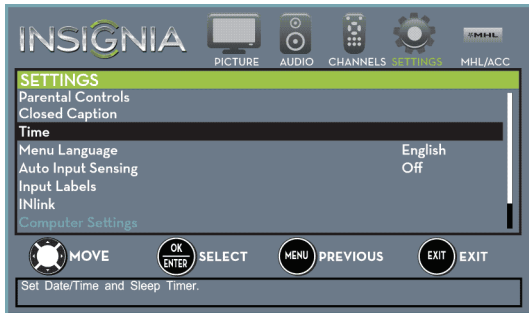 INSIGNIA
PICTURE AUDIO CHANNELS SETTINGS MHL/ACC
MHL
SETTINGS
Parental Controls
Closed Caption
Time
Menu Language English
Auto Input Sensing Off
Input Labels
INlink
Computer Settings
MOVE OK ENTER SELECT MENU PREVIOUS EXIT EXIT
Set Date/Time and Sleep Timer.